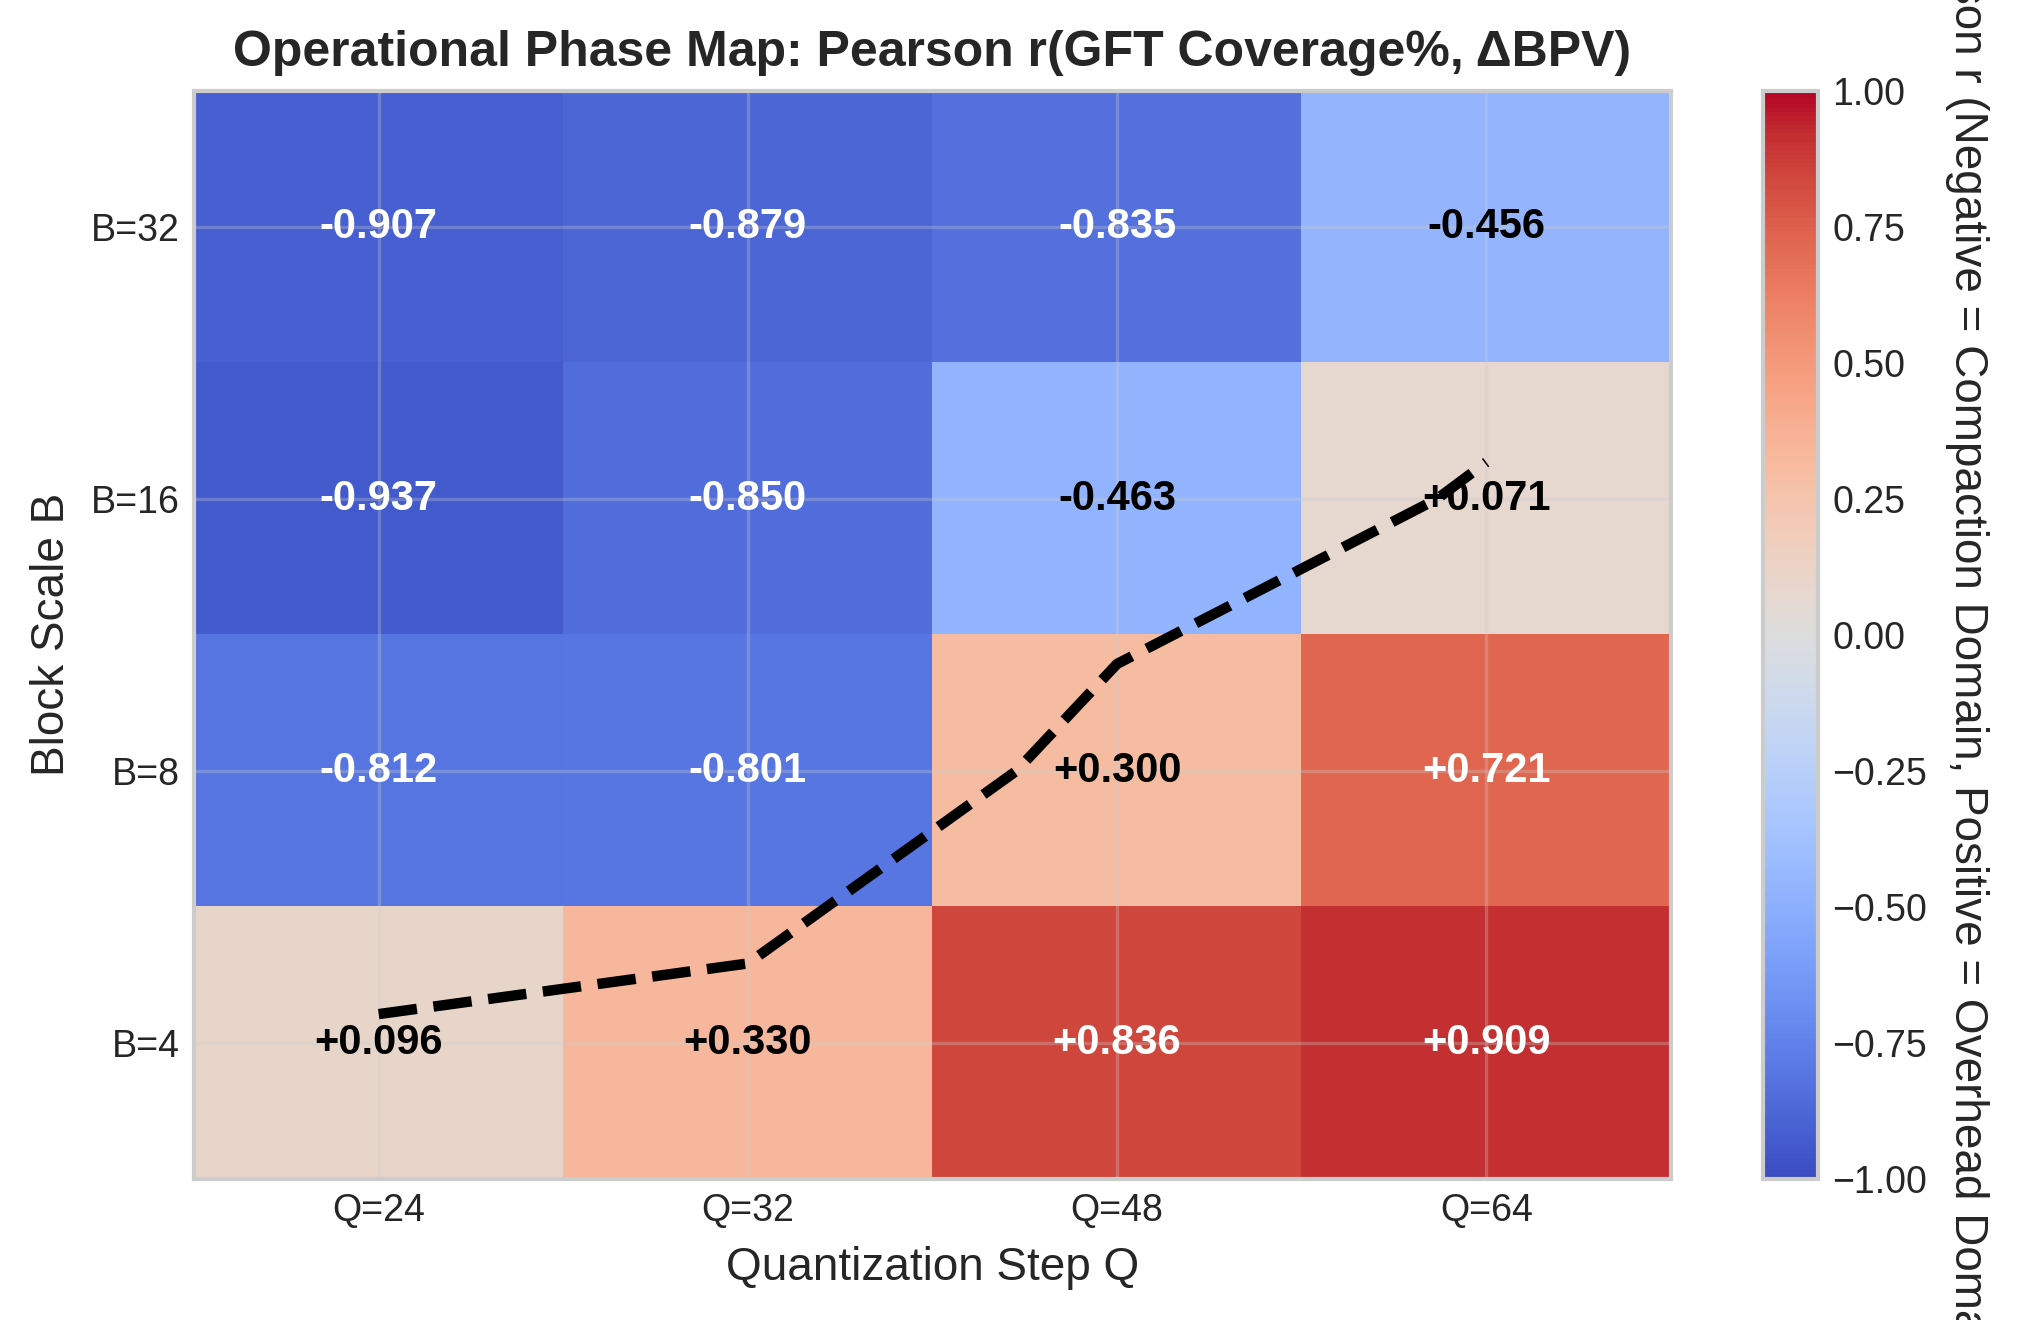 Operational Phase Map: Pearson r(GFT Coverage%, ΔBPV)
Block Scale B
B=32
-0.907
-0.879
-0.835
-0.456
B=16
-0.937
-0.850
-0.463
+0.071
B=8
-0.812
-0.801
+0.300
+0.721
B=4
+0.096
+0.330
+0.836
+0.909
Q=24
Q=32
Q=48
Q=64
Quantization Step Q
1.00
0.75
0.50
0.25
0.00
−0.25
−0.50
−0.75
−1.00
r (Negative = Compaction Domain, Positive = Overhead